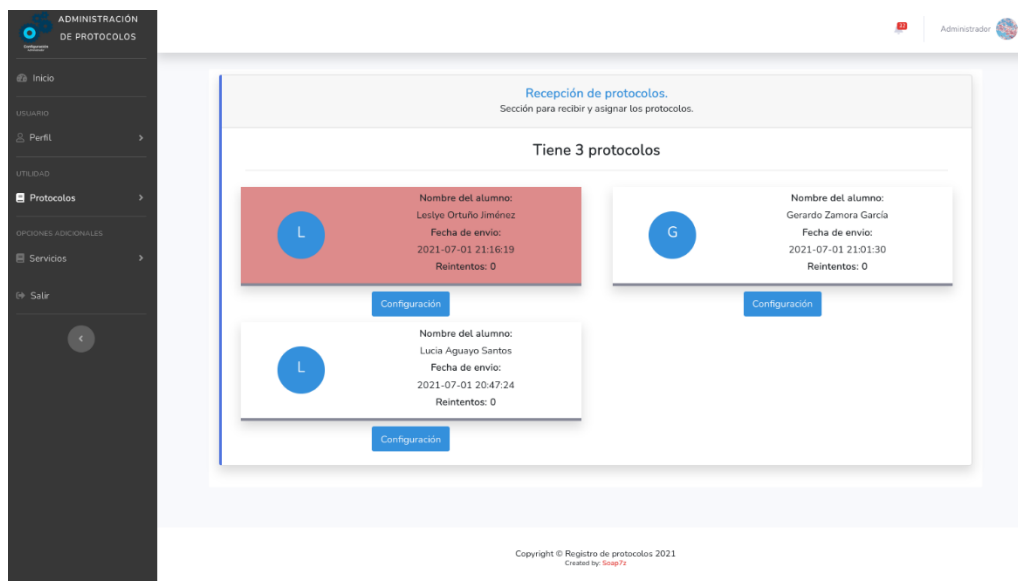 ADMINISTRACIÓN
DE PROTOCOLOS
Inicio
USUARIO
Perfil
UTILIDAD
Protocolos
OPCIONES ADICIONALES
Servicios
Salir
22
Administrador
Recepción de protocolos.
Sección para recibir y asignar los protocolos.
Tiene 3 protocolos
L
Nombre del alumno:
Leslye Ortuño Jiménez
Fecha de envio:
2021-07-01 21:16:19
Reintentos: 0
Configuración
G
Nombre del alumno:
Gerardo Zamora García
Fecha de envio:
2021-07-01 21:01:30
Reintentos: 0
Configuración
L
Nombre del alumno:
Lucia Aguayo Santos
Fecha de envio:
2021-07-01 20:47:24
Reintentos: 0
Configuración
Copyright © Registro de protocolos 2021
Created by: Soap7z